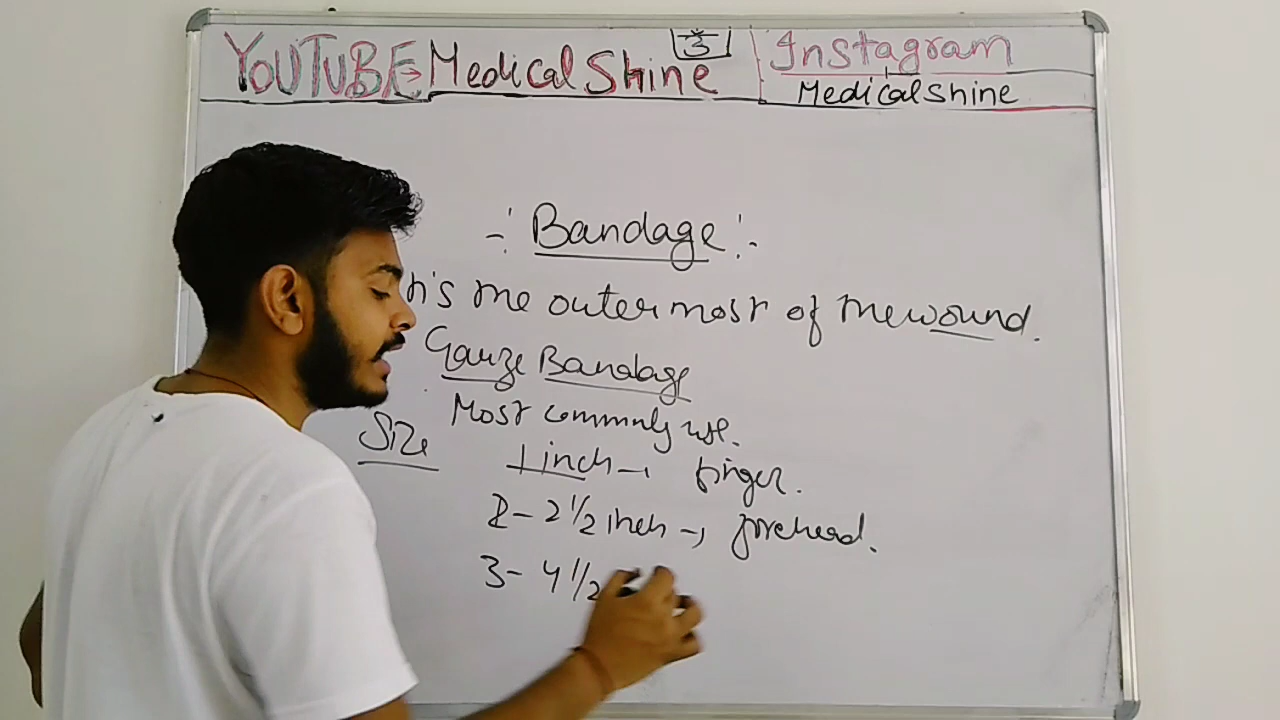 YOUTUBE→Medical Shine
3
Instagram
Medicalshine
-: Bandage :-
It's the outer most of the wound.
Gauze Bandage
Most commonly use.
Size
1 inch → finger.
2 - 2 1/2 inch → forehead.
3 - 4 1/2